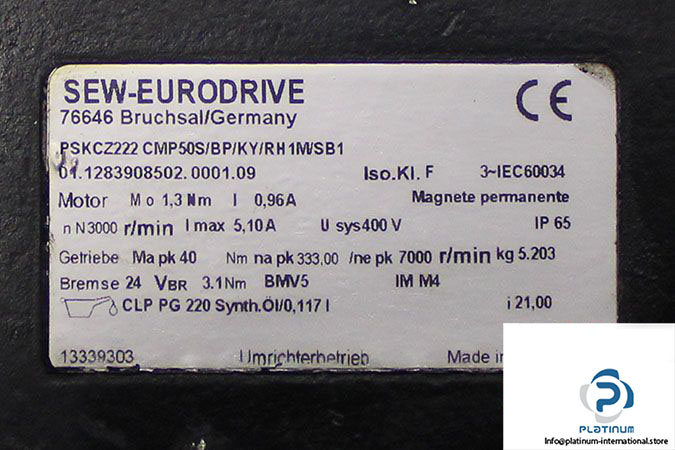 SEW-EURODRIVE
CE
76646 Bruchsal/Germany
PSKCZ222 CMP50S/BP/KY/RH1M/SB1
01.1283908502.0001.09 Iso.Kl. F 3~IEC60034
Motor Mo 1,3 Nm I 0,96A Magnete permanente
n N3000 r/min I max 5,10A U sys400 V IP 65
Getriebe Ma pk 40 Nm na pk 333,00 /ne pk 7000 r/min kg 5.203
Bremse 24 VBR 3.1Nm BMV5 IM M4
CLP PG 220 Synth.Öl/0,117 l i 21,00
13339303 Umrichterbetrieb Made in
PLATINUM
Info@platinum-international.store